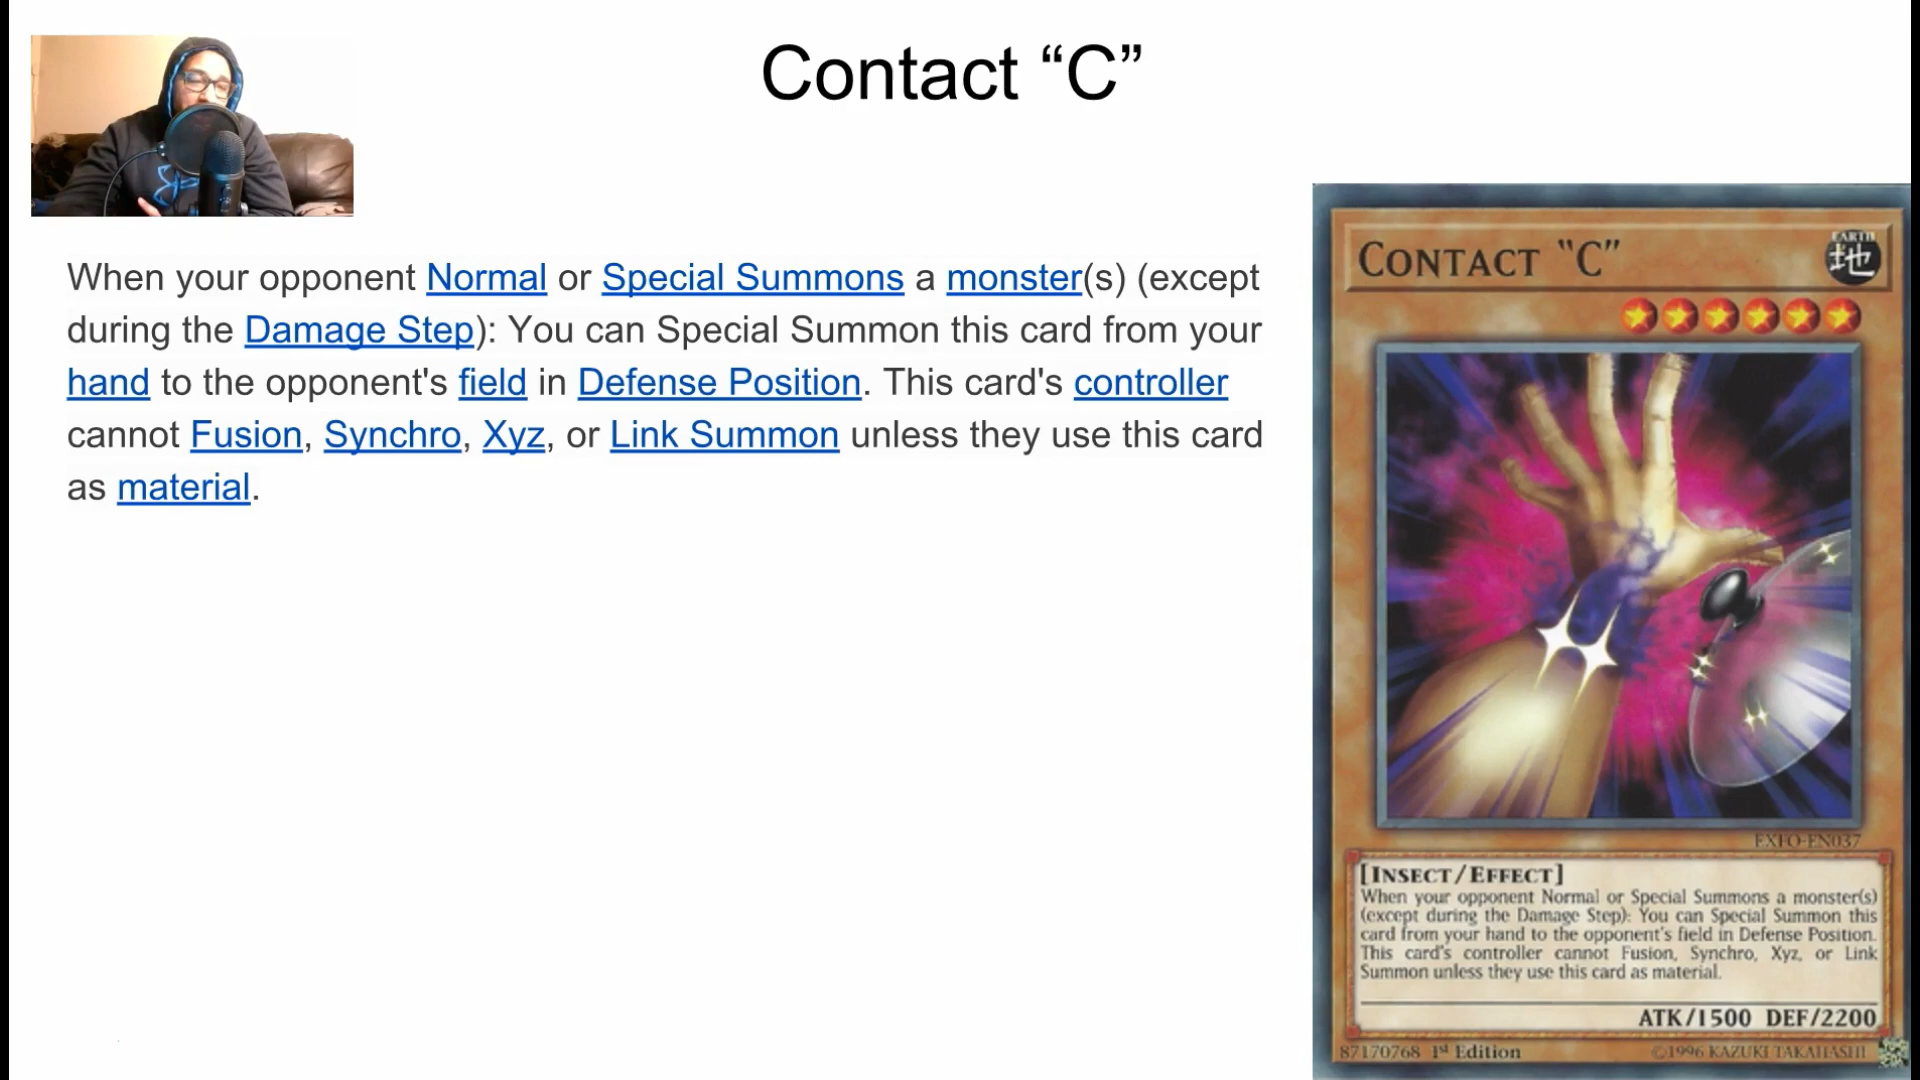 Contact “C”
When your opponent Normal or Special Summons a monster(s) (except
during the Damage Step): You can Special Summon this card from your
hand to the opponent's field in Defense Position. This card's controller
cannot Fusion, Synchro, Xyz, or Link Summon unless they use this card
as material.
CONTACT “C”
EARTH
地
EXFO-EN037
[INSECT/EFFECT]
When your opponent Normal or Special Summons a monster(s)
(except during the Damage Step): You can Special Summon this
card from your hand to the opponent's field in Defense Position.
This card's controller cannot Fusion, Synchro, Xyz, or Link
Summon unless they use this card as material.
ATK/1500 DEF/2200
87170768 1st Edition
©1996 KAZUKI TAKAHASHI